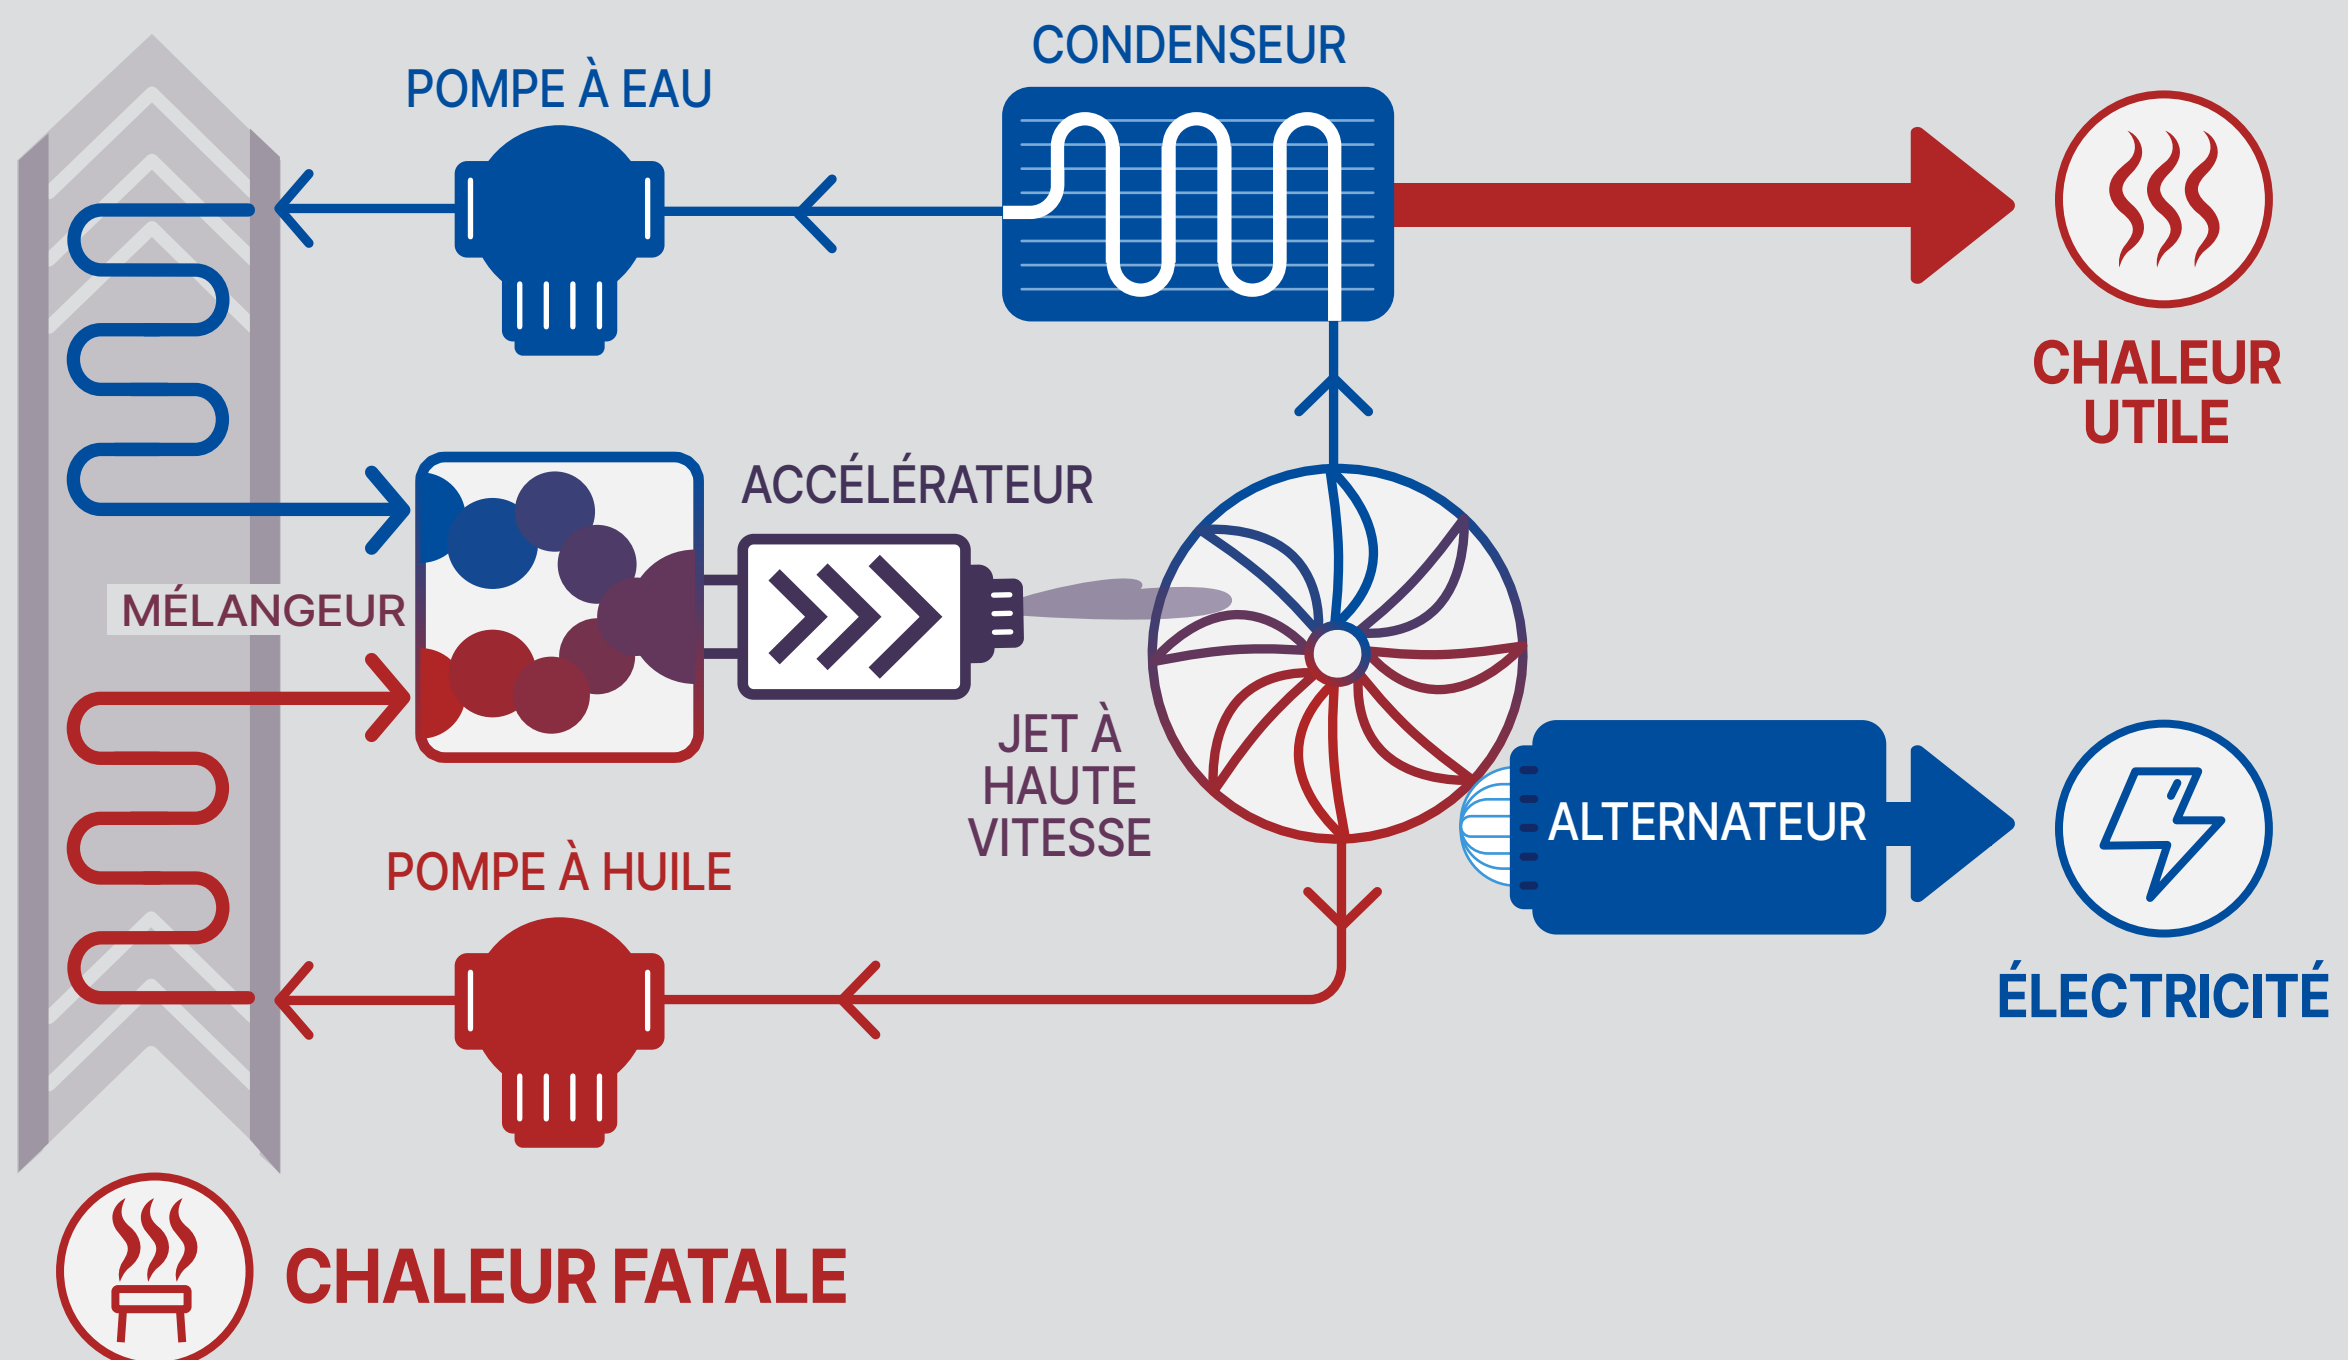 CONDENSEUR
POMPE À EAU
CHALEUR
UTILE
ACCÉLÉRATEUR
MÉLANGEUR
JET À
HAUTE
VITESSE
ALTERNATEUR
POMPE À HUILE
ÉLECTRICITÉ
CHALEUR FATALE